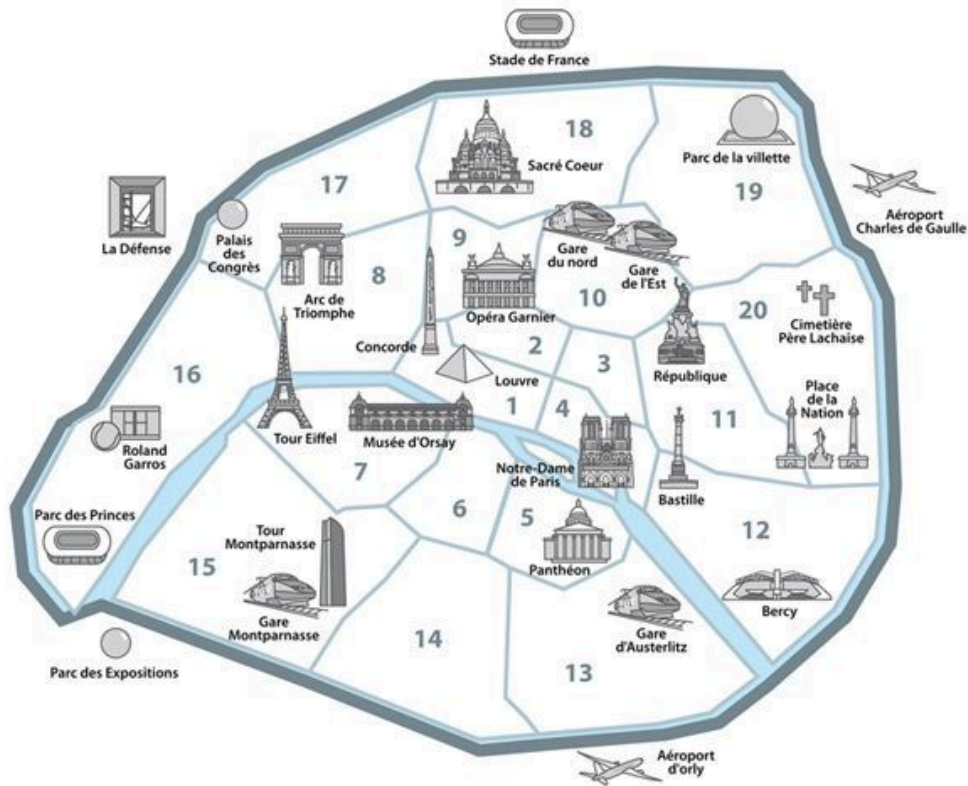 Stade de France
18
Sacré Coeur
Parc de la villette
19
17
La Défense
Palais
des
Congrès
Aéroport
Charles de Gaulle
9
Gare
du nord
Gare
de l'Est
8
Arc de
Triomphe
Opéra Garnier
10
20
Cimetière
Père Lachaise
Concorde
2
3
République
16
Louvre
Place
de la
Nation
1
4
11
Tour Eiffel
Musée d'Orsay
Roland
Garros
7
Notre-Dame
de Paris
Bastille
6
5
12
Parc des Princes
Tour
Montparnasse
15
Panthéon
Gare
Montparnasse
Bercy
14
Gare
d'Austerlitz
13
Parc des Expositions
Aéroport
d'orly